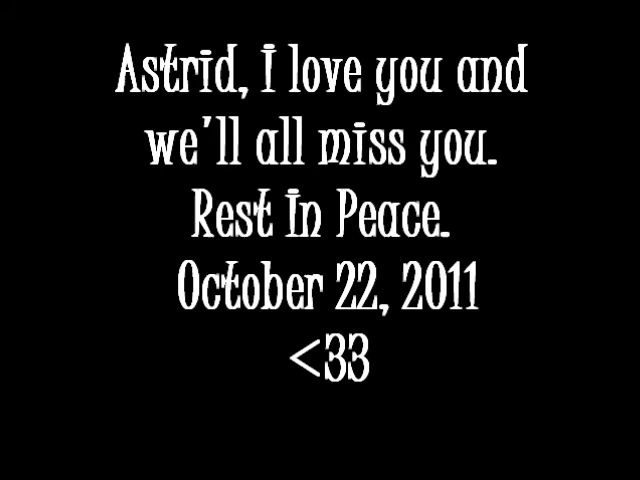 Astrid, I love you and
we'll all miss you.
Rest In Peace.
October 22, 2011
<33